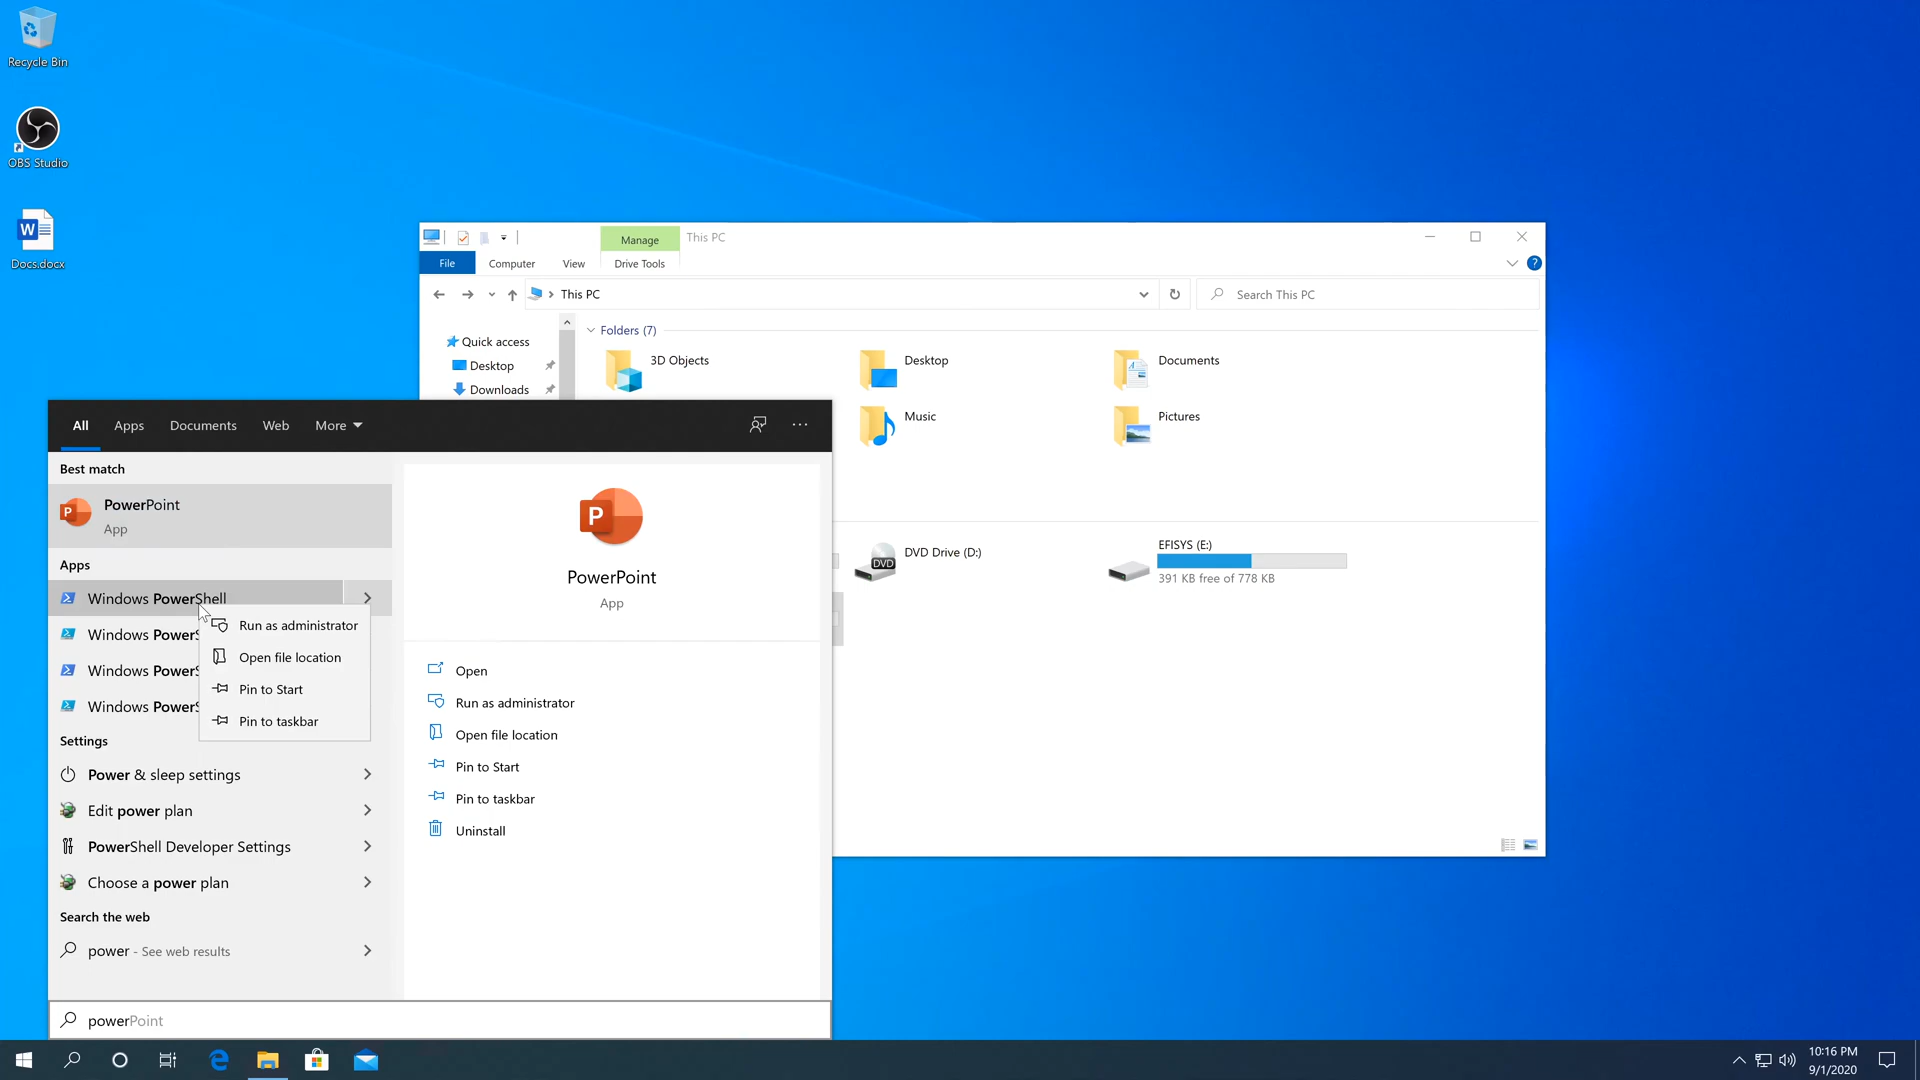 Recycle Bin
OBS Studio
Docs.docx
Manage
This PC
File
Computer
View
Drive Tools
This PC
Search This PC
Quick access
Desktop
Downloads
Folders (7)
3D Objects
Desktop
Documents
Music
Pictures
DVD Drive (D:)
EFISYS (E:)
391 KB free of 778 KB
All
Apps
Documents
Web
More
Best match
PowerPoint
App
Apps
Windows PowerShell
Windows PowerS
Windows PowerS
Windows PowerS
Run as administrator
Open file location
Pin to Start
Pin to taskbar
Settings
Power & sleep settings
Edit power plan
PowerShell Developer Settings
Choose a power plan
Search the web
power - See web results
PowerPoint
App
Open
Run as administrator
Open file location
Pin to Start
Pin to taskbar
Uninstall
powerPoint
10:16 PM
9/1/2020